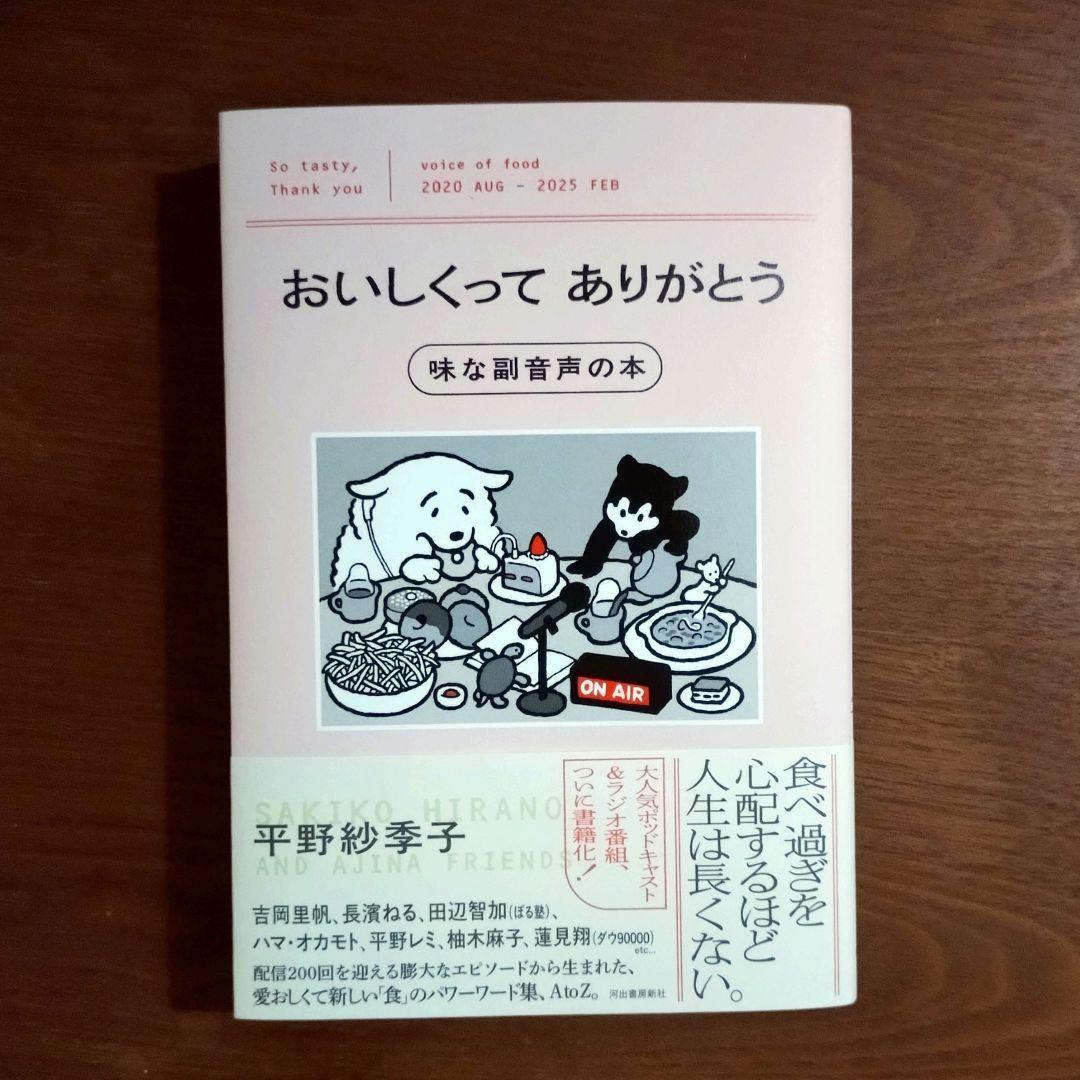 So tasty,
Thank you
voice of food
2020 AUG – 2025 FEB
おいしくって ありがとう
味な副音声の本
ON AIR
食べ過ぎを
心配するほど
人生は長くない。
大人気ポッドキャスト
&ラジオ番組、
ついに書籍化！
SAKIKO HIRANO
平野紗季子
AND AJINA FRIENDS
吉岡里帆、長濱ねる、田辺智加(ぼる塾)、
ハマ・オカモト、平野レミ、柚木麻子、蓮見翔(ダウ90000)
etc...
配信200回を迎える膨大なエピソードから生まれた、
愛おしくて新しい「食」のパワーワード集、AtoZ。
河出書房新社